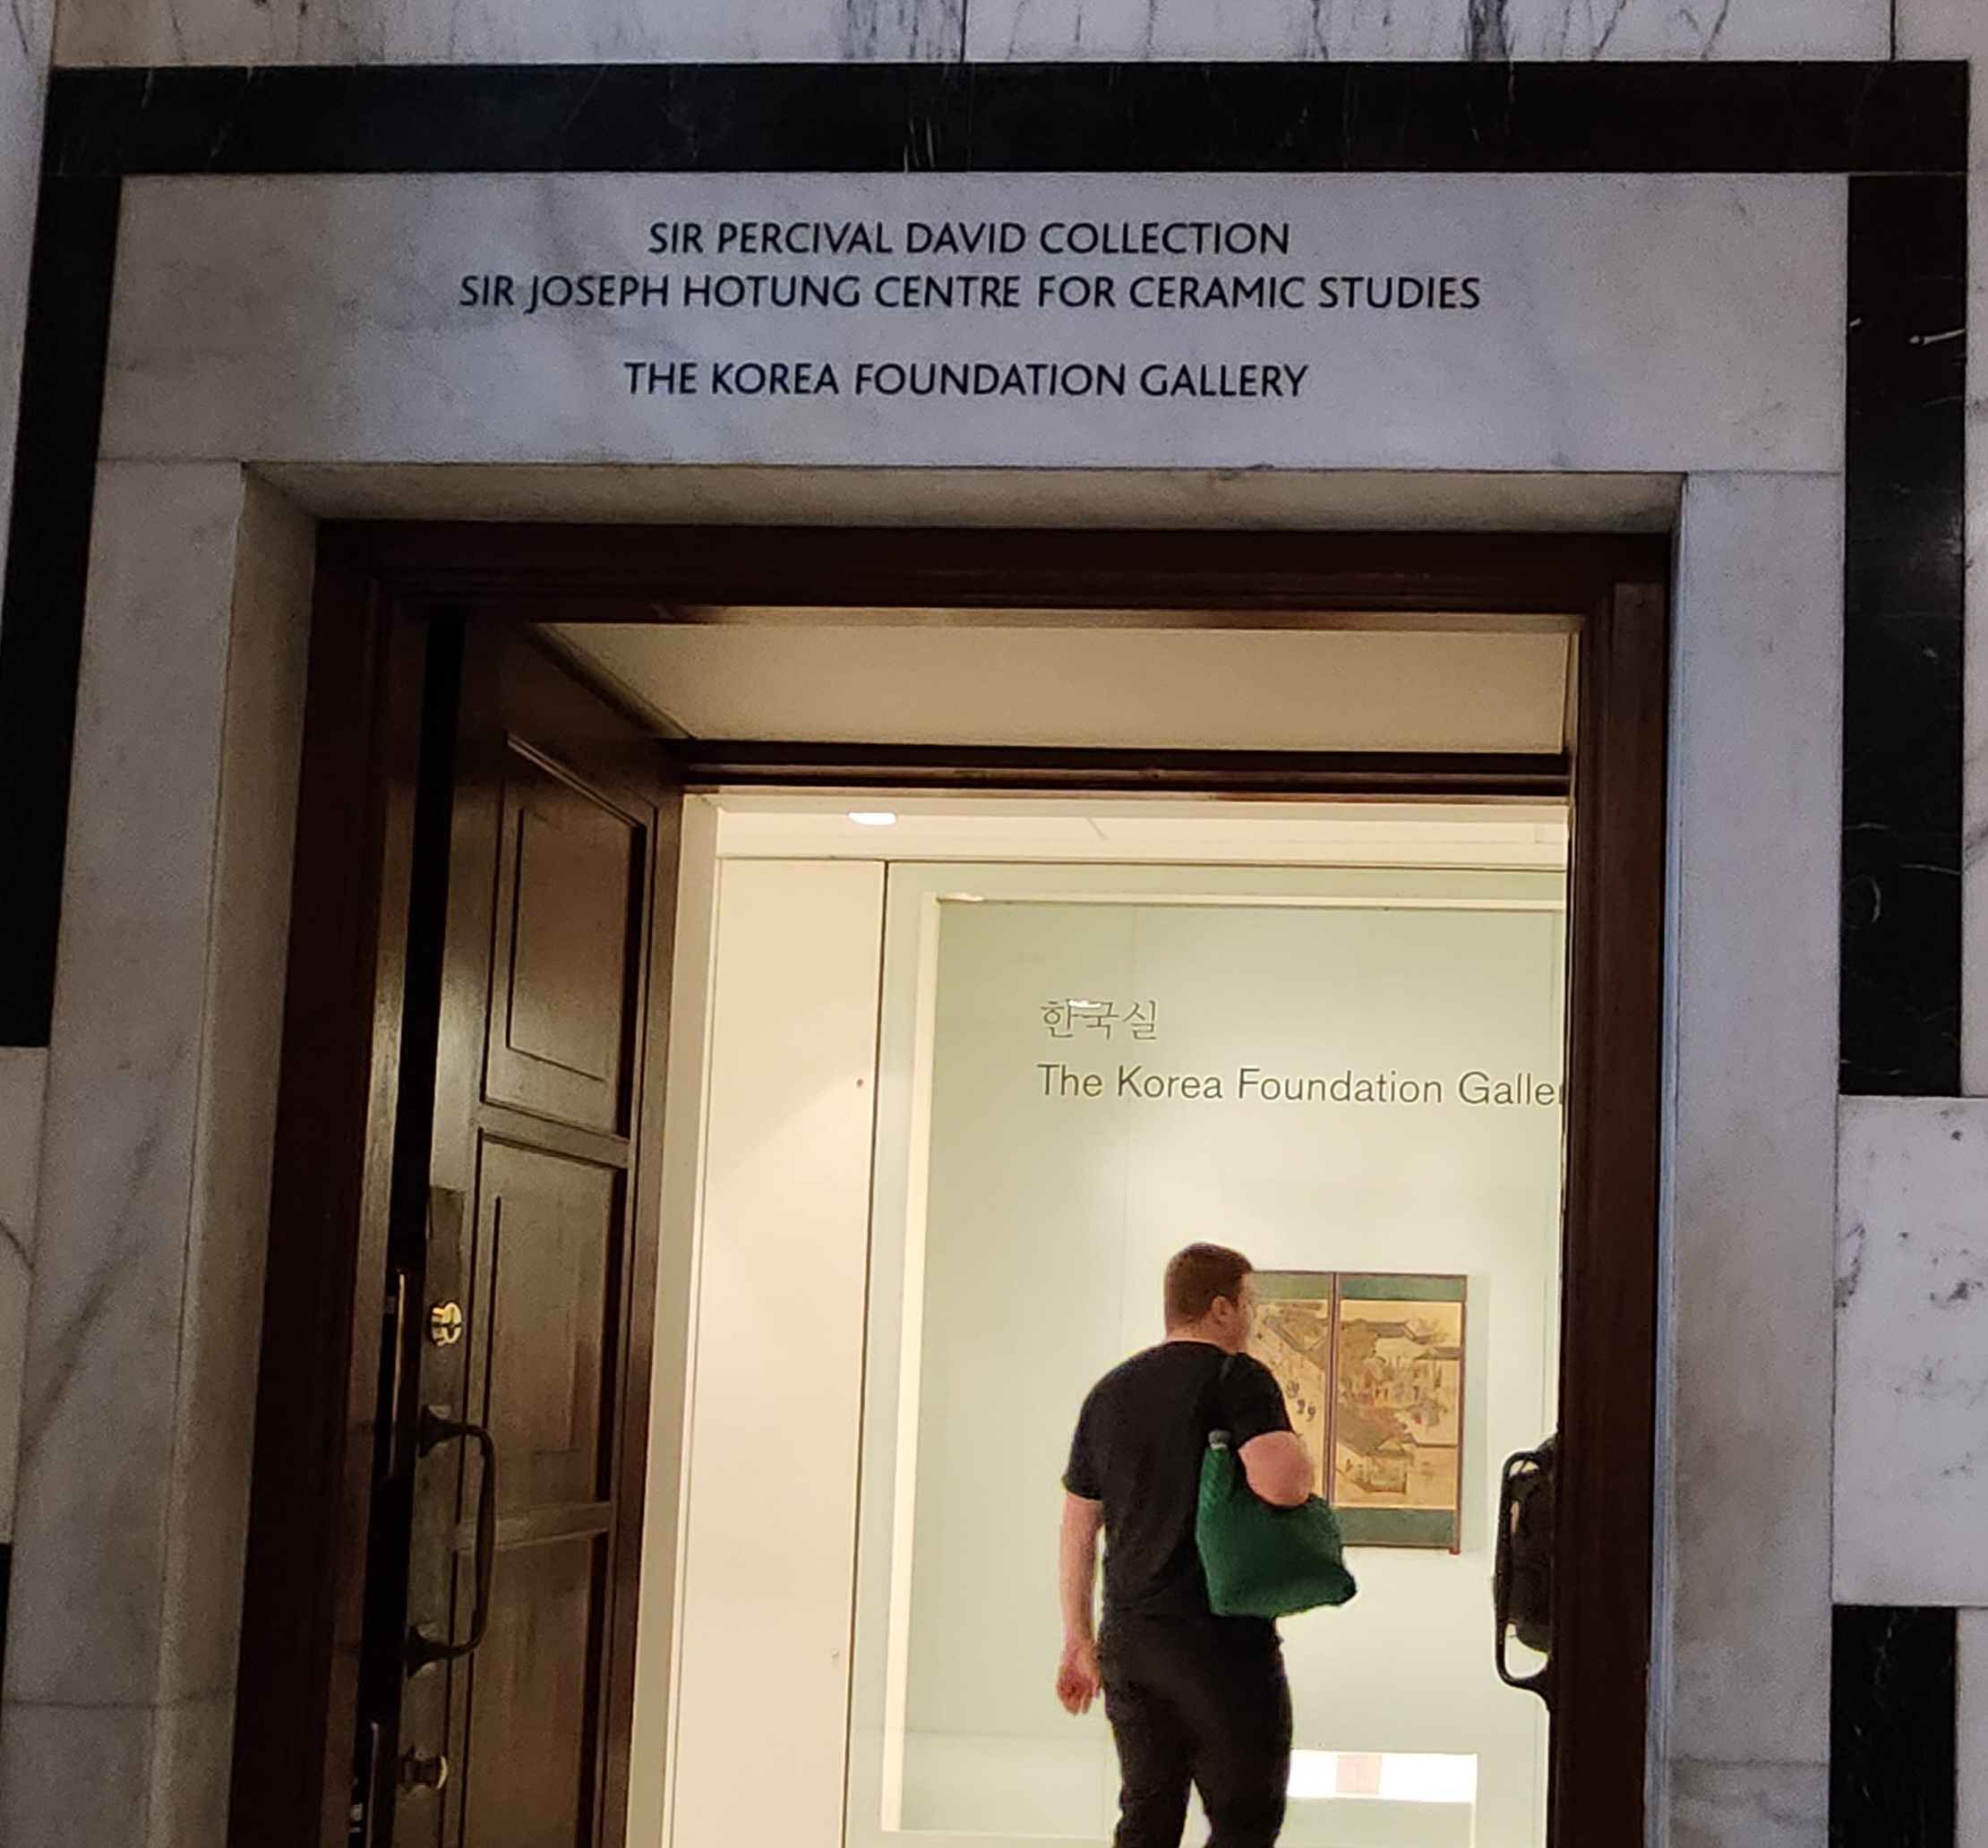 SIR PERCIVAL DAVID COLLECTION
SIR JOSEPH HOTUNG CENTRE FOR CERAMIC STUDIES
THE KOREA FOUNDATION GALLERY
한국실
The Korea Foundation Galler